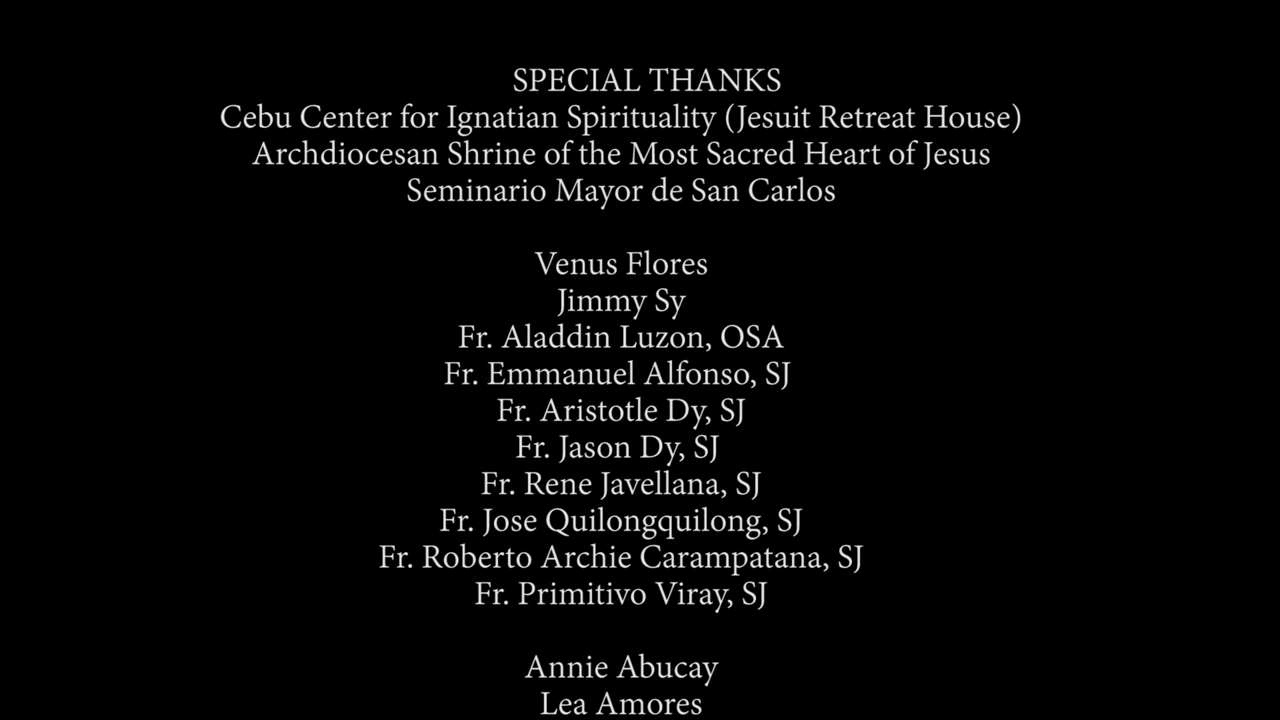 SPECIAL THANKS
Cebu Center for Ignatian Spirituality (Jesuit Retreat House)
Archdiocesan Shrine of the Most Sacred Heart of Jesus
Seminario Mayor de San Carlos
Venus Flores
Jimmy Sy
Fr. Aladdin Luzon, OSA
Fr. Emmanuel Alfonso, SJ
Fr. Aristotle Dy, SJ
Fr. Jason Dy, SJ
Fr. Rene Javellana, SJ
Fr. Jose Quilongquilong, SJ
Fr. Roberto Archie Carampatana, SJ
Fr. Primitivo Viray, SJ
Annie Abucay
Lea Amores